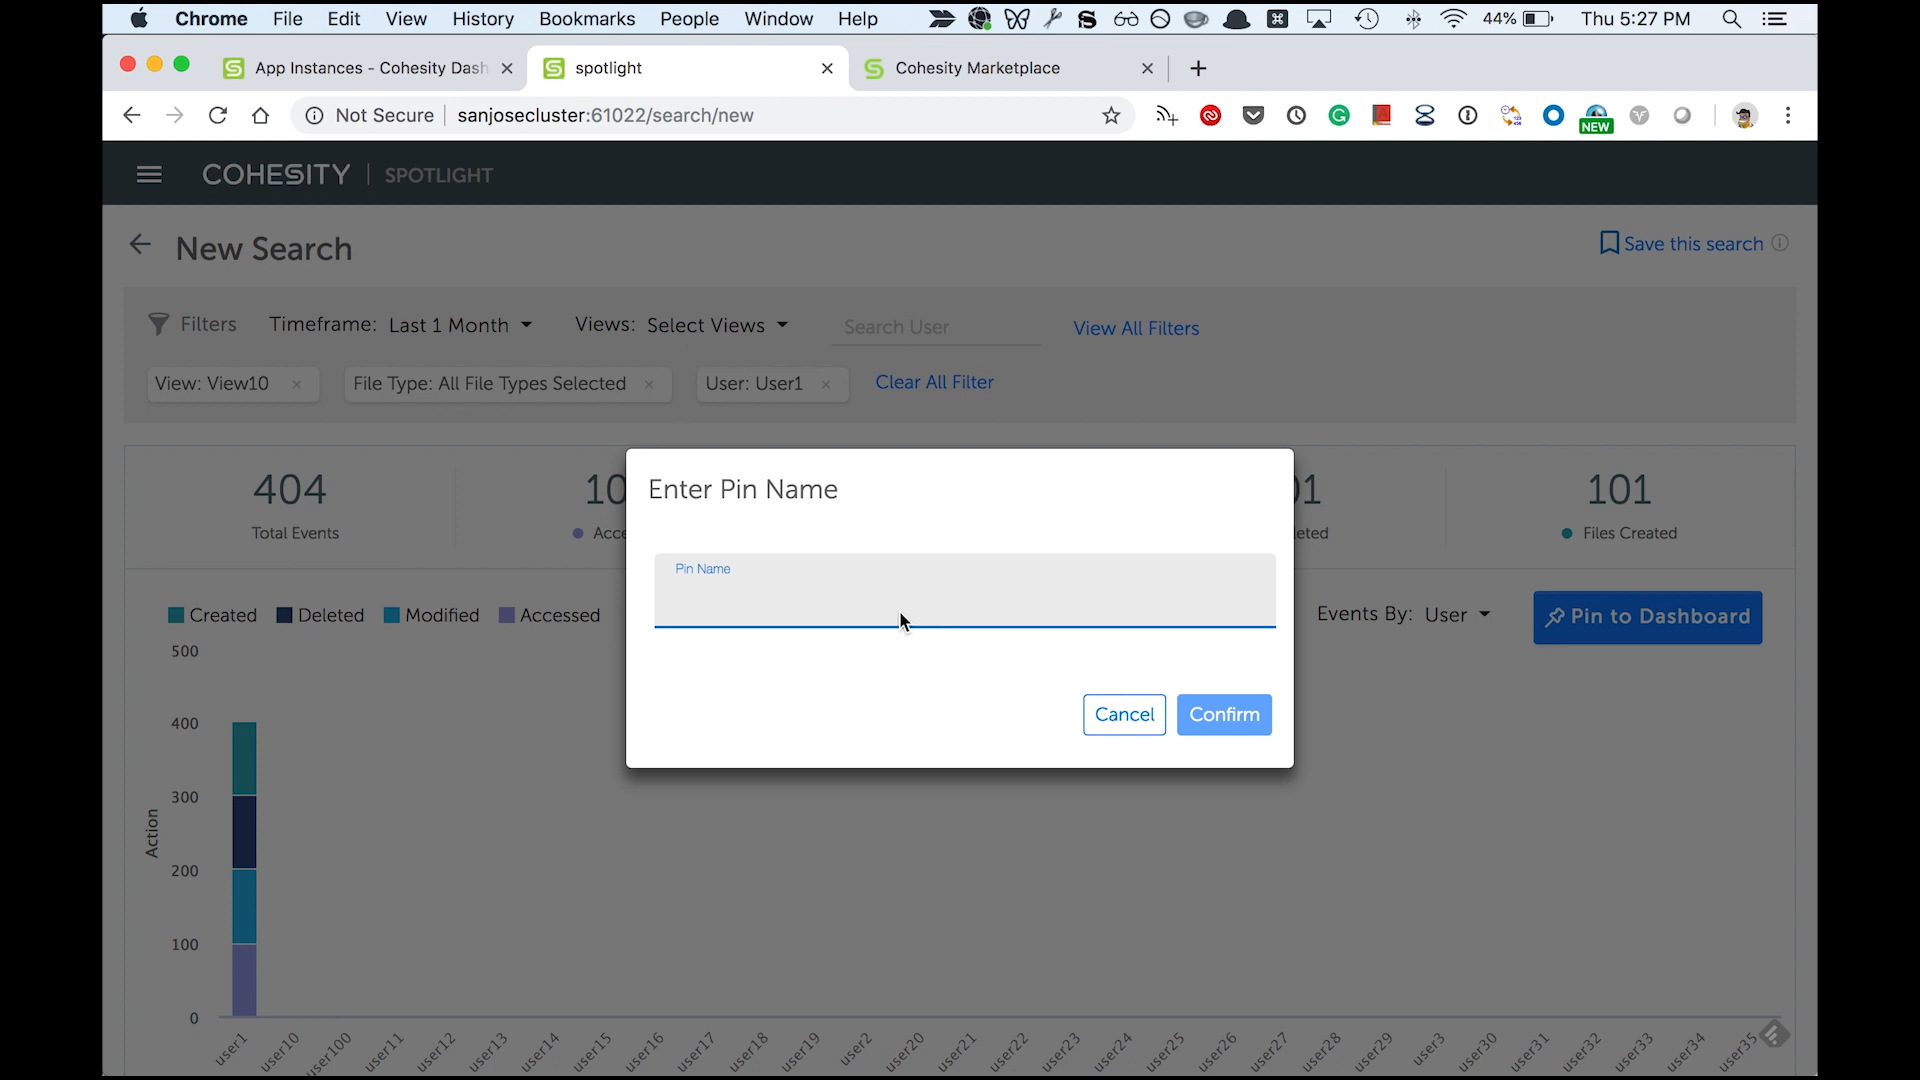 Chrome File Edit View History Bookmarks People Window Help 44% Thu 5:27 PM
App Instances - Cohesity Dash spotlight Cohesity Marketplace
Not Secure sanjosecluster:61022/search/new NEW
COHESITY SPOTLIGHT
New Search Save this search
Filters Timeframe: Last 1 Month Views: Select Views Search User View All Filters
View: View10 File Type: All File Types Selected User: User1 Clear All Filter
404 10 01 101
Total Events Acce eted Files Created
Enter Pin Name
Pin Name
Cancel Confirm
Created Deleted Modified Accessed Events By: User Pin to Dashboard
500
400
300
200
100
0
Action
user1 user10 user100 user11 user12 user13 user14 user15 user16 user17 user18 user19 user2 user20 user21 user22 user23 user24 user25 user26 user27 user28 user29 user3 user30 user31 user32 user33 user34 user35